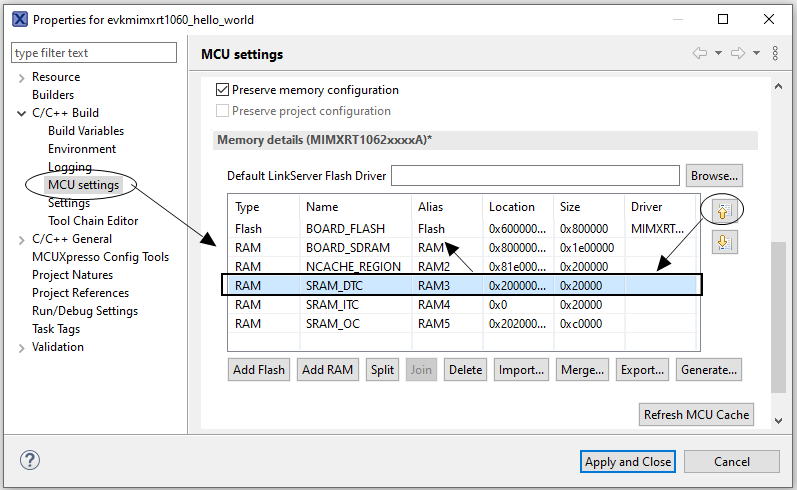 Properties for evkmimxrt1060_hello_world
type filter text
Resource
Builders
C/C++ Build
Build Variables
Environment
Logging
MCU settings
Settings
Tool Chain Editor
C/C++ General
MCUXpresso Config Tools
Project Natures
Project References
Run/Debug Settings
Task Tags
Validation
MCU settings
Preserve memory configuration
Preserve project configuration
Memory details (MIMXRT1062xxxxA)*
Default LinkServer Flash Driver Browse...
Type Name Alias Location Size Driver
Flash BOARD_FLASH Flash 0x600000... 0x800000 MIMXRT...
RAM BOARD_SDRAM RAM 0x800000... 0x1e00000
RAM NCACHE_REGION RAM2 0x81e000... 0x200000
RAM SRAM_DTC RAM3 0x200000... 0x20000
RAM SRAM_ITC RAM4 0x0 0x20000
RAM SRAM_OC RAM5 0x202000... 0xc0000
Add Flash Add RAM Split Join Delete Import... Merge... Export... Generate...
Refresh MCU Cache
Apply and Close Cancel